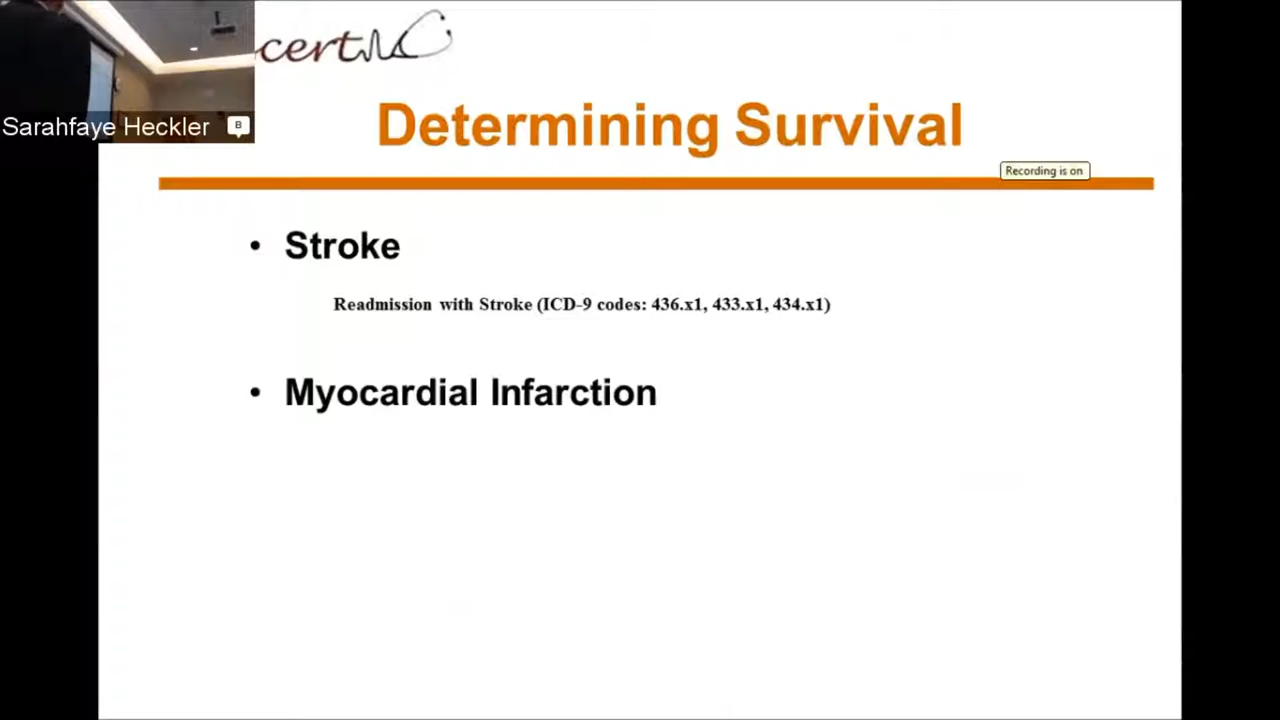 cert
Sarahfaye Heckler
B
Determining Survival
Recording is on
• Stroke
Readmission with Stroke (ICD-9 codes: 436.x1, 433.x1, 434.x1)
• Myocardial Infarction